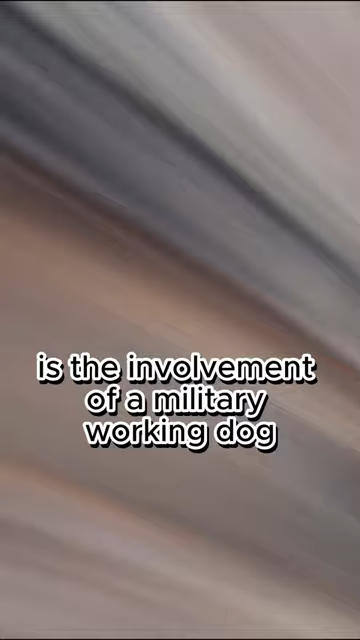 is the involvement
of a military
working dog